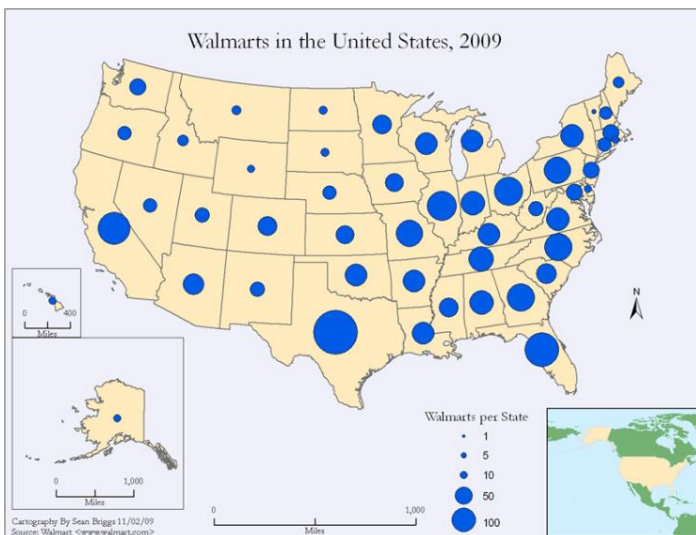 Walmarts in the United States, 2009
N
0 400
Miles
Walmarts per State
1
5
10
50
100
0 1,000
Miles
0 1,000
Miles
Cartography By Sean Briggs 11/02/09
Source: Walmart <www.walmart.com>